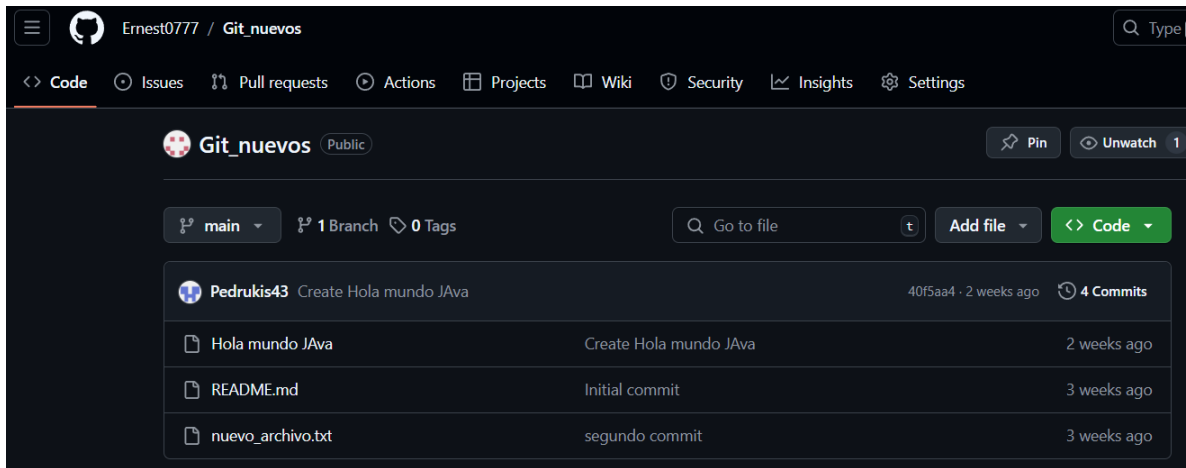 Ernest0777 / Git_nuevos Type
Code Issues Pull requests Actions Projects Wiki Security Insights Settings
Git_nuevos Public Pin Unwatch 1
main 1 Branch 0 Tags Go to file t Add file Code
Pedrukis43 Create Hola mundo JAva 40f5aa4 · 2 weeks ago 4 Commits
Hola mundo JAva Create Hola mundo JAva 2 weeks ago
README.md Initial commit 3 weeks ago
nuevo_archivo.txt segundo commit 3 weeks ago